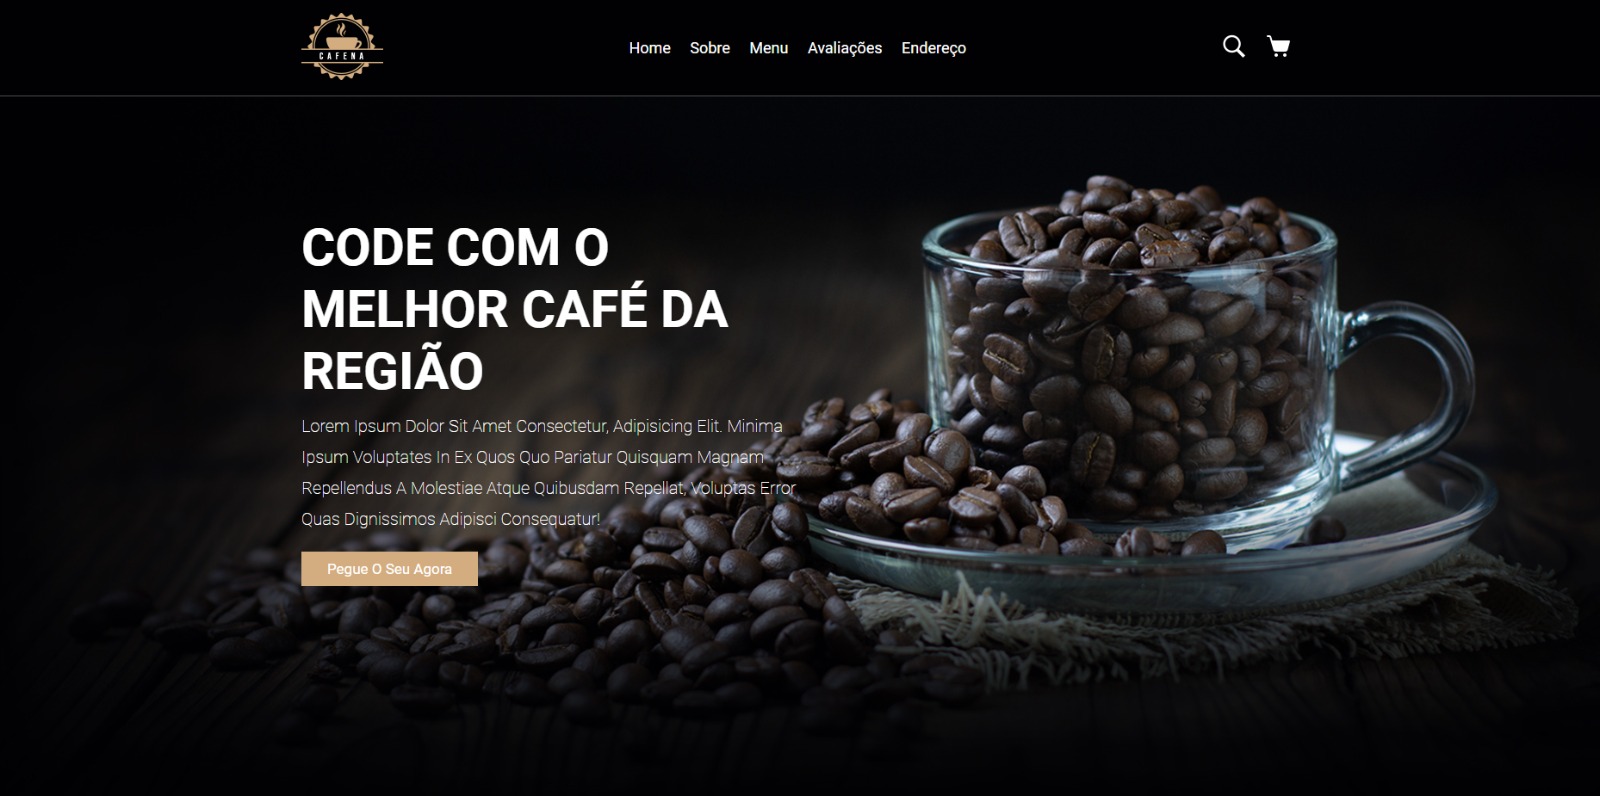 CAFENA
Home Sobre Menu Avaliações Endereço
CODE COM O
MELHOR CAFÉ DA
REGIÃO
Lorem Ipsum Dolor Sit Amet Consectetur, Adipisicing Elit. Minima
Ipsum Voluptates In Ex Quos Quo Pariatur Quisquam Magnam
Repellendus A Molestiae Atque Quibusdam Repellat, Voluptas Error
Quas Dignissimos Adipisci Consequatur!
Pegue O Seu Agora